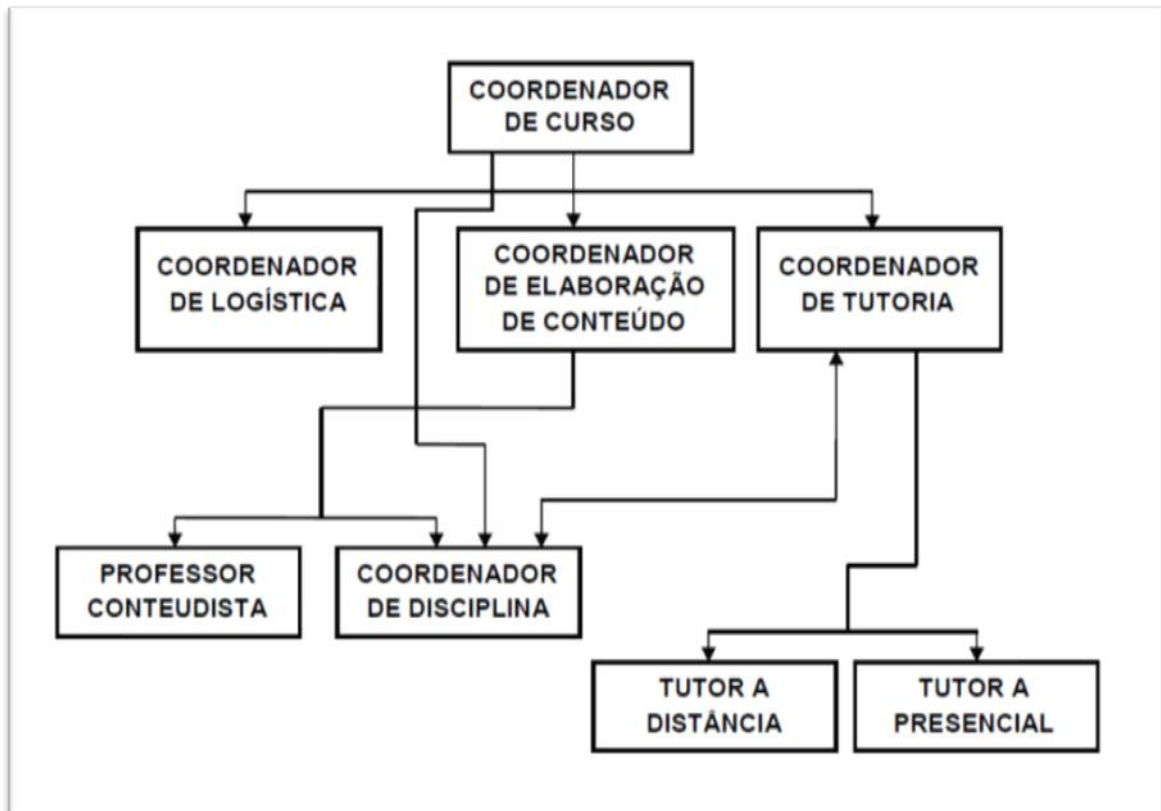 COORDENADOR
DE CURSO
COORDENADOR
DE LOGÍSTICA
COORDENADOR
DE ELABORAÇÃO
DE CONTEÚDO
COORDENADOR
DE TUTORIA
PROFESSOR
CONTEUDISTA
COORDENADOR
DE DISCIPLINA
TUTOR A
DISTÂNCIA
TUTOR A
PRESENCIAL